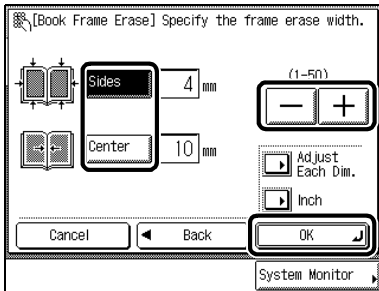 [Book Frame Erase] Specify the frame erase width.
(1-50)
Sides 4 mm
− +
Center 10 mm
Adjust
Each Dim.
Inch
Cancel ◄ Back OK
System Monitor